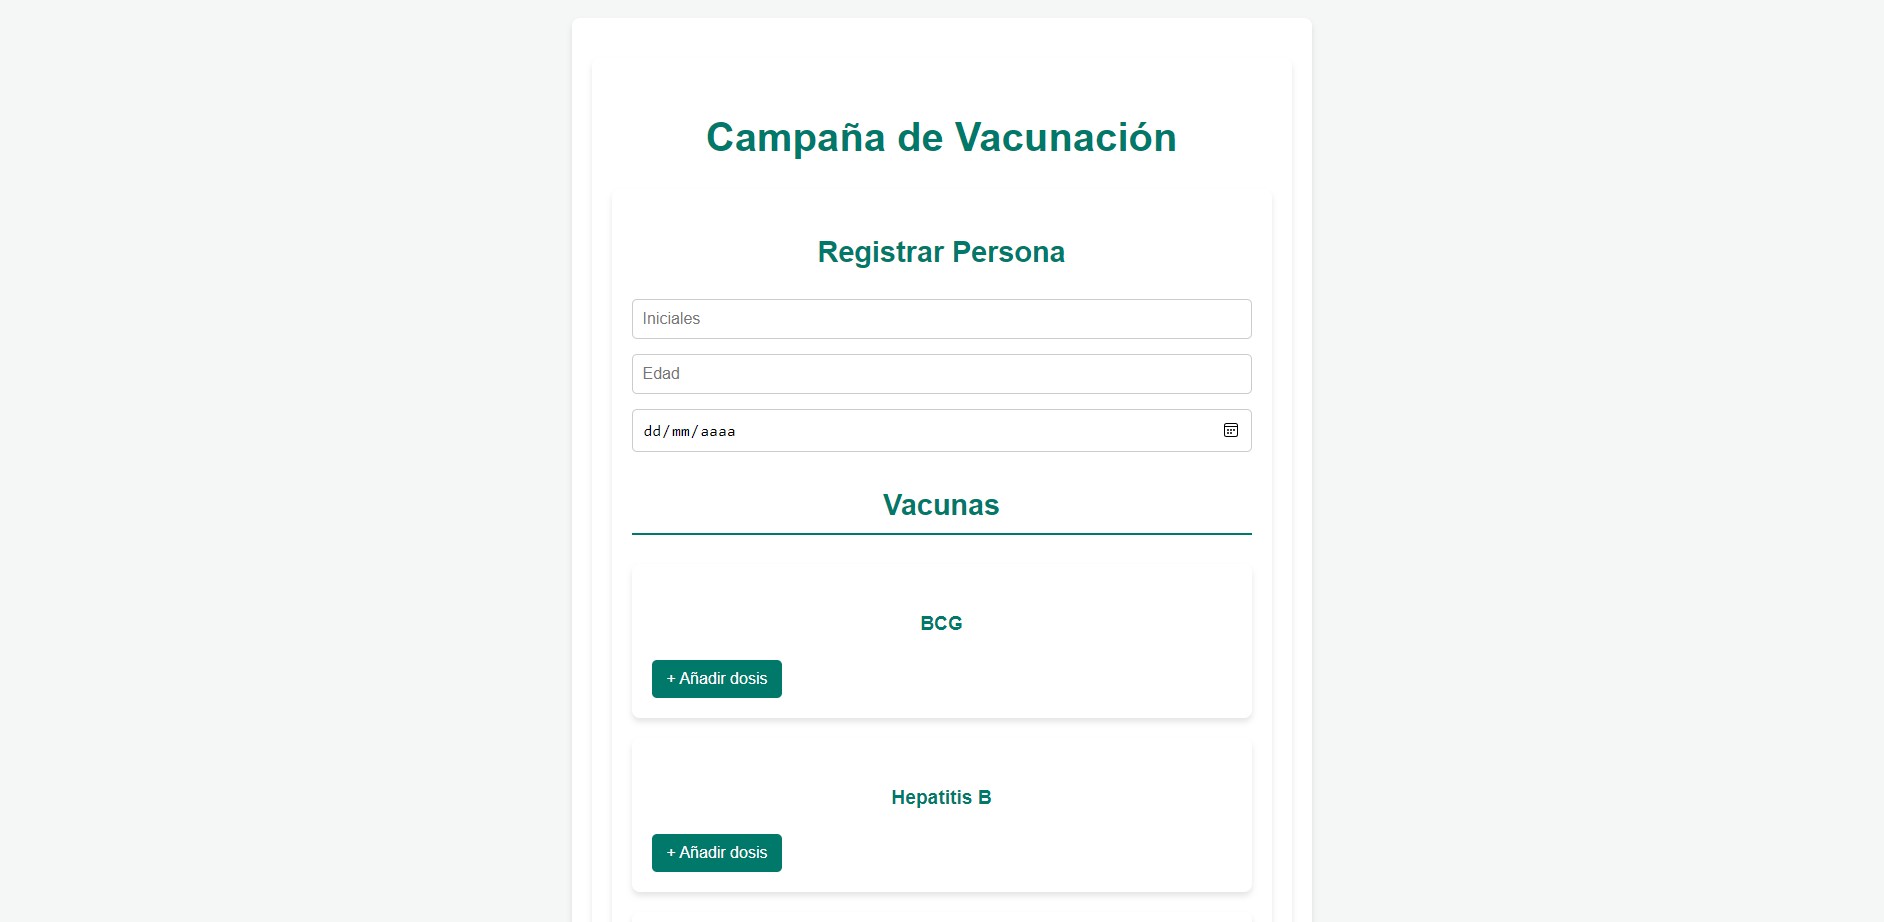 Campaña de Vacunación
Registrar Persona
Iniciales
Edad
dd/mm/aaaa
Vacunas
BCG
+ Añadir dosis
Hepatitis B
+ Añadir dosis